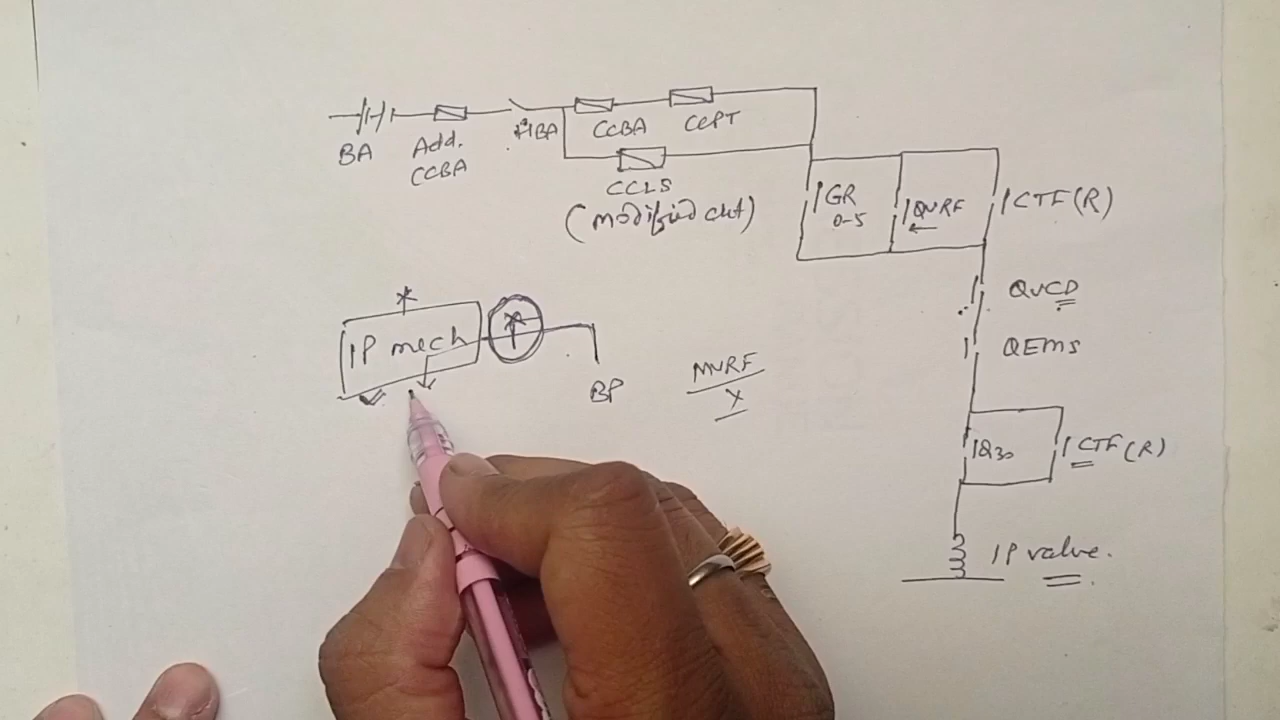 BA
Add.
CCBA
HBA
CCBA
CCPT
CCLS
(modified ckt)
GR
0-5
QVRF
CTF(R)
QVCD
QEMS
Q30
CTF(R)
IP valve.
IP mech
BP
MVRF